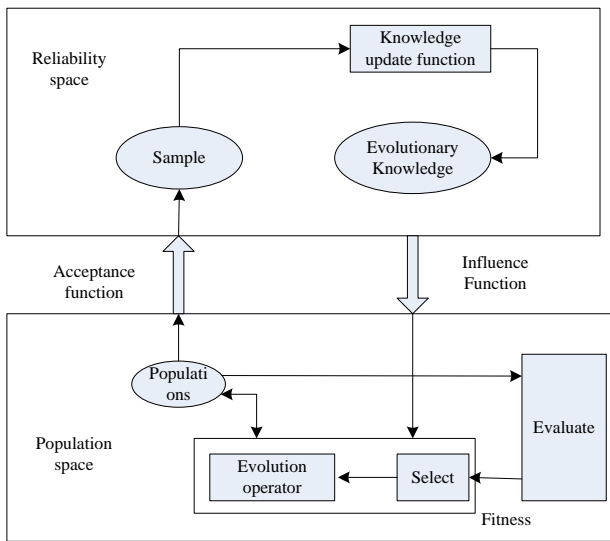 Reliability
space
Knowledge
update function
Sample
Evolutionary
Knowledge
Acceptance
function
Influence
Function
Populati
ons
Population
space
Evolution
operator
Select
Evaluate
Fitness